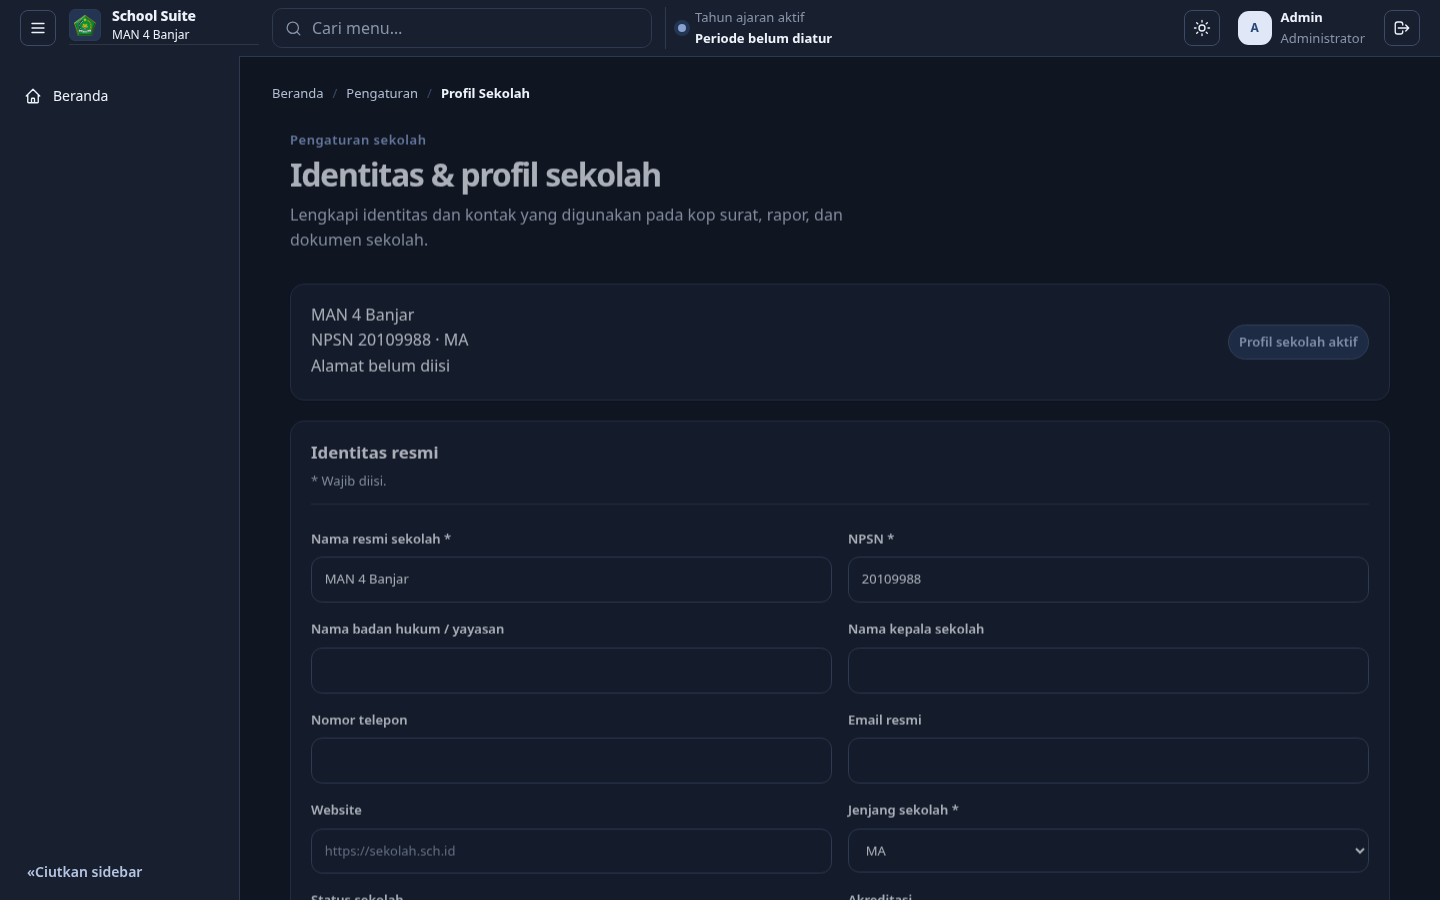 School Suite
MAN 4 Banjar
Cari menu...
Tahun ajaran aktif
Periode belum diatur
A
Admin
Administrator
Beranda
Beranda / Pengaturan / Profil Sekolah
Pengaturan sekolah
Identitas & profil sekolah
Lengkapi identitas dan kontak yang digunakan pada kop surat, rapor, dan
dokumen sekolah.
MAN 4 Banjar
NPSN 20109988 · MA
Alamat belum diisi
Profil sekolah aktif
Identitas resmi
* Wajib diisi.
Nama resmi sekolah *
MAN 4 Banjar
NPSN *
20109988
Nama badan hukum / yayasan
Nama kepala sekolah
Nomor telepon
Email resmi
Website
https://sekolah.sch.id
Jenjang sekolah *
MA
Status sekolah
Akreditasi
«Ciutkan sidebar